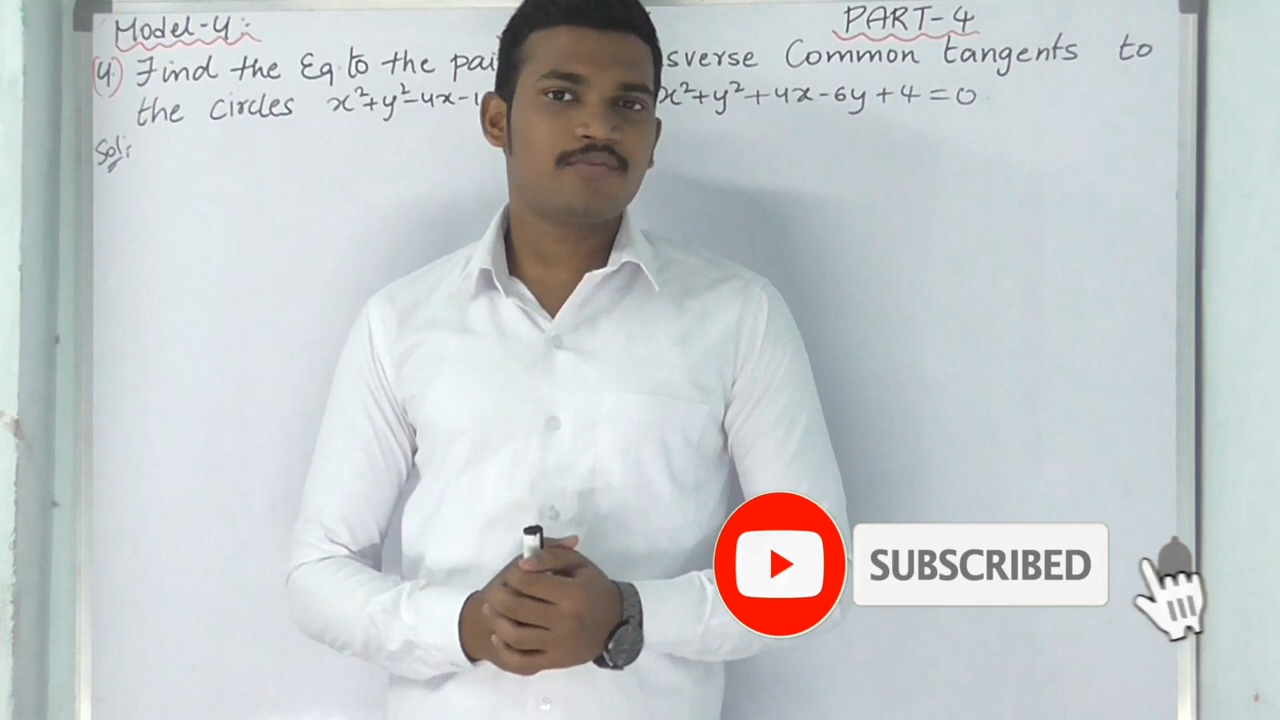 Model-4:
PART-4
(4) Find the Eq. to the pai sverse Common tangents to
the circles x²+y²-4x-1 x²+y²+4x-6y+4=0
Sol:
SUBSCRIBED